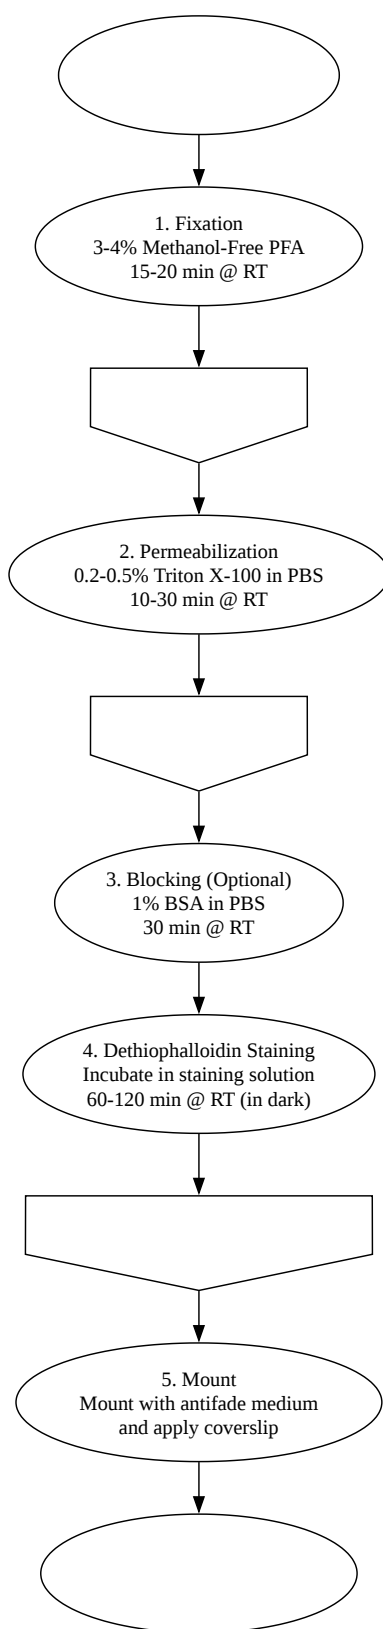 1. Fixation
3-4% Methanol-Free PFA
15-20 min @ RT
2. Permeabilization
0.2-0.5% Triton X-100 in PBS
10-30 min @ RT
3. Blocking (Optional)
1% BSA in PBS
30 min @ RT
4. Dethiophalloidin Staining
Incubate in staining solution
60-120 min @ RT (in dark)
5. Mount
Mount with antifade medium
and apply coverslip